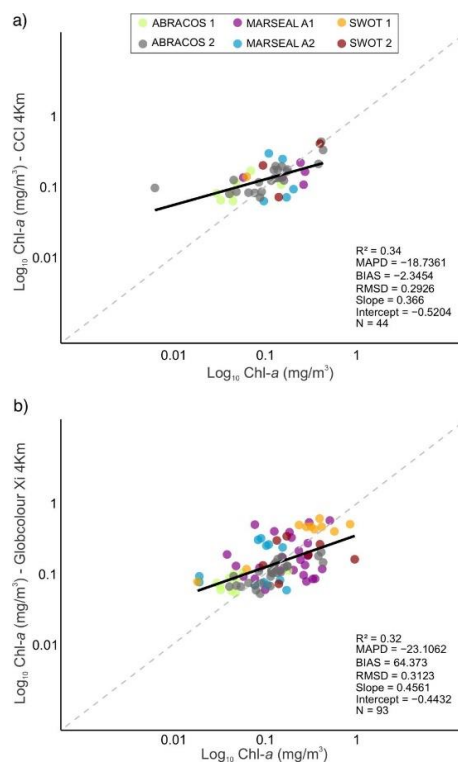 a)
ABRACOS 1 MARSEAL A1 SWOT 1
ABRACOS 2 MARSEAL A2 SWOT 2
1
0.1
0.01
Log₁₀ Chl-a (mg/m³) - CCI 4Km
R² = 0.34
MAPD = −18.7361
BIAS = −2.3454
RMSD = 0.2926
Slope = 0.366
Intercept = −0.5204
N = 44
0.01 0.1 1
Log₁₀ Chl-a (mg/m³)
b)
1
0.1
0.01
Log₁₀ Chl-a (mg/m³) - Globcolour Xi 4Km
R² = 0.32
MAPD = −23.1062
BIAS = 64.373
RMSD = 0.3123
Slope = 0.4561
Intercept = −0.4432
N = 93
0.01 0.1 1
Log₁₀ Chl-a (mg/m³)